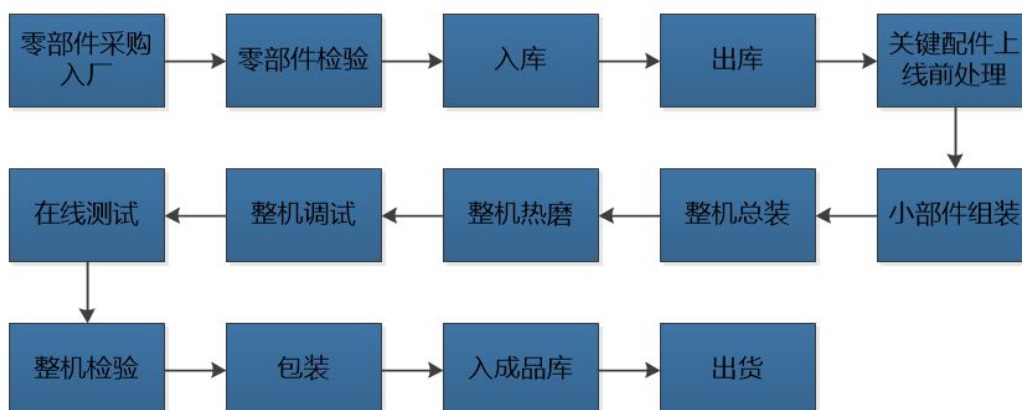 零部件采购
入厂
零部件检验
入库
出库
关键配件上
线前处理
小部件组装
整机总装
整机热磨
整机调试
在线测试
整机检验
包装
入成品库
出货